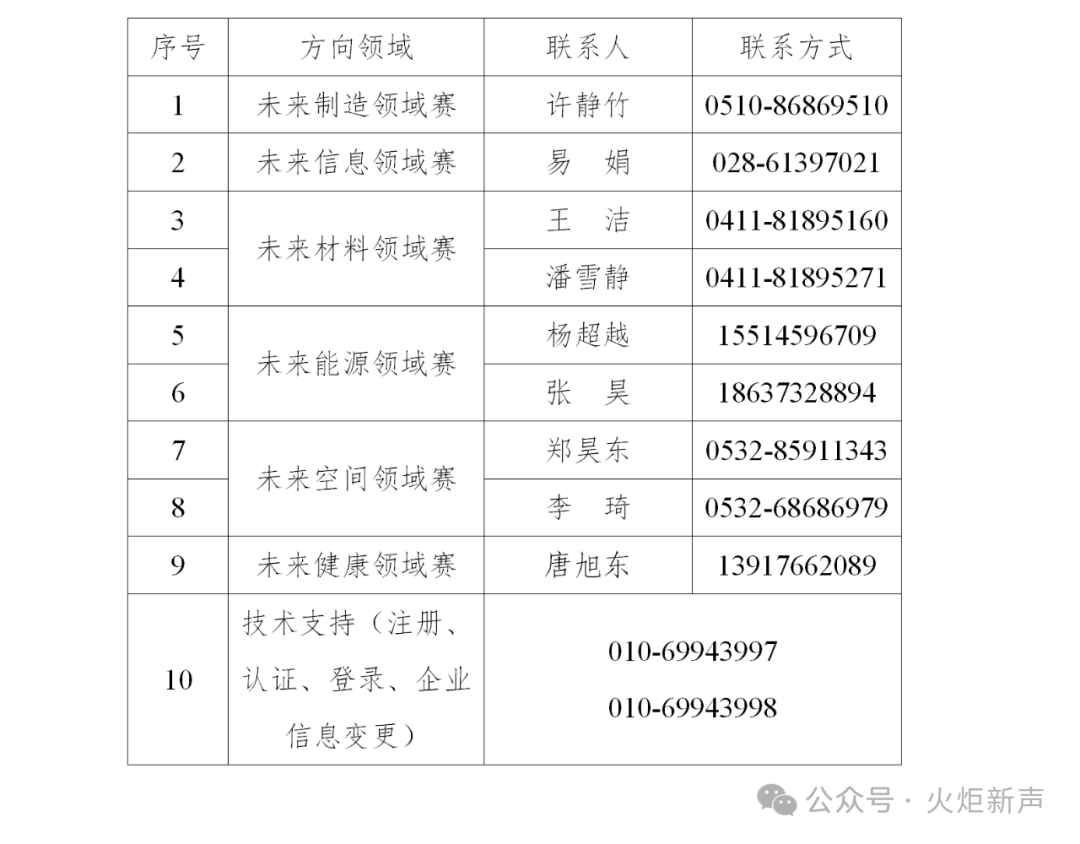 序号 方向领域 联系人 联系方式
1 未来制造领域赛 许静竹 0510-86869510
2 未来信息领域赛 易 娟 028-61397021
3 未来材料领域赛 王 洁 0411-81895160
4 潘雪静 0411-81895271
5 未来能源领域赛 杨超越 15514596709
6 张 昊 18637328894
7 未来空间领域赛 郑昊东 0532-85911343
8 李 琦 0532-68686979
9 未来健康领域赛 唐旭东 13917662089
10 技术支持（注册、
认证、登录、企业
信息变更）
010-69943997
010-69943998
公众号 · 火炬新声